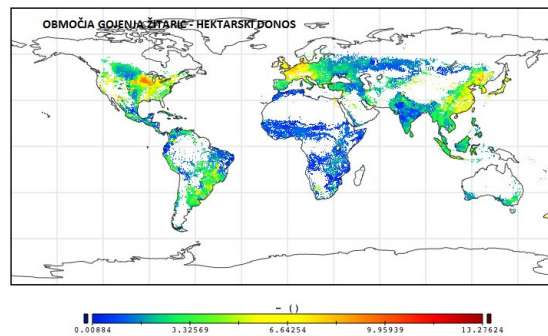 OBMOČJA GOJENJA ŽITARIC - HEKTARSKI DONOS
– ()
0.00884 3.32569 6.64254 9.95939 13.27624